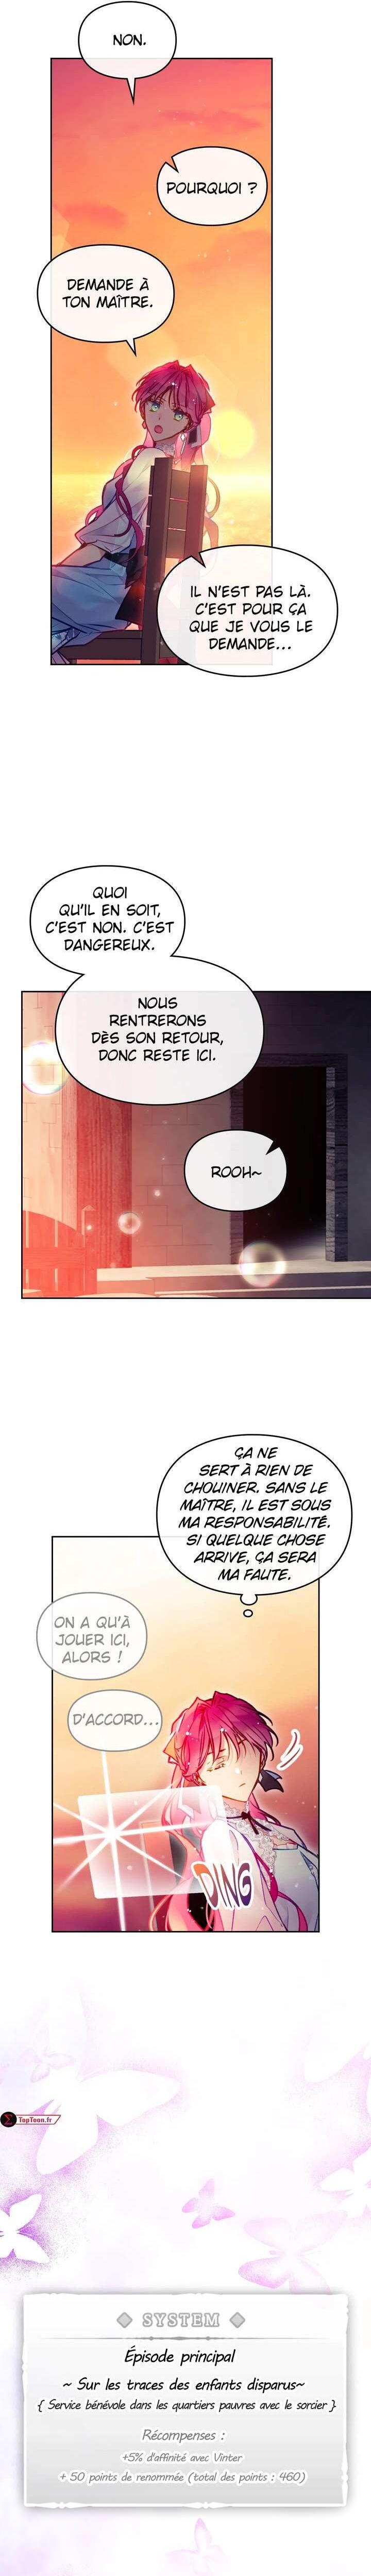 NON.
POURQUOI ?
DEMANDE À
TON MAÎTRE.
IL N'EST PAS LÀ.
C'EST POUR ÇA
QUE JE VOUS LE
DEMANDE...
QUOI
QU'IL EN SOIT,
C'EST NON. C'EST
DANGEREUX.
NOUS
RENTRERONS
DÈS SON RETOUR,
DONC RESTE ICI.
ROOH~
ÇA NE
SERT À RIEN DE
CHOUINER. SANS LE
MAÎTRE, IL EST SOUS
MA RESPONSABILITÉ.
SI QUELQUE CHOSE
ARRIVE, ÇA SERA
MA FAUTE.
ON A QU'À
JOUER ICI,
ALORS !
D'ACCORD...
DING
TopToon.fr
SYSTEM
Épisode principal
~ Sur les traces des enfants disparus~
{ Service bénévole dans les quartiers pauvres avec le sorcier }
Récompenses :
+5% d'affinité avec Vinter
+ 50 points de renommée (total des points : 460)